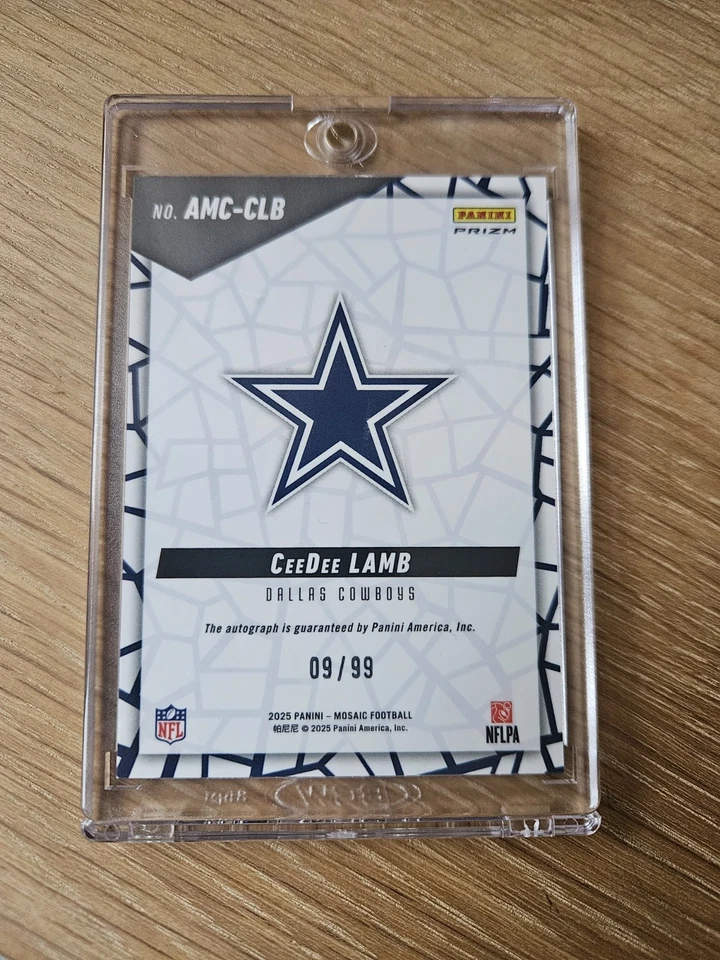 NO. AMC-CLB
PANINI
PRIZM
CEEDEE LAMB
DALLAS COWBOYS
The autograph is guaranteed by Panini America, Inc.
09/99
2025 PANINI – MOSAIC FOOTBALL
帕尼尼 © 2025 Panini America, Inc.
NFL
NFLPA